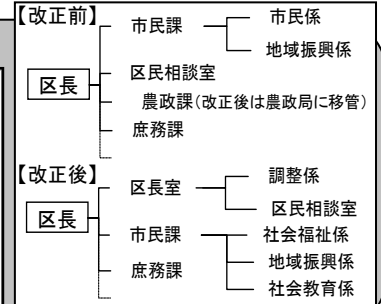 【改正前】
市民課
市民係
地域振興係
区長
区民相談室
農政課(改正後は農政局に移管)
庶務課
【改正後】
区長室
調整係
区民相談室
区長
市民課
社会福祉係
地域振興係
庶務課
社会教育係